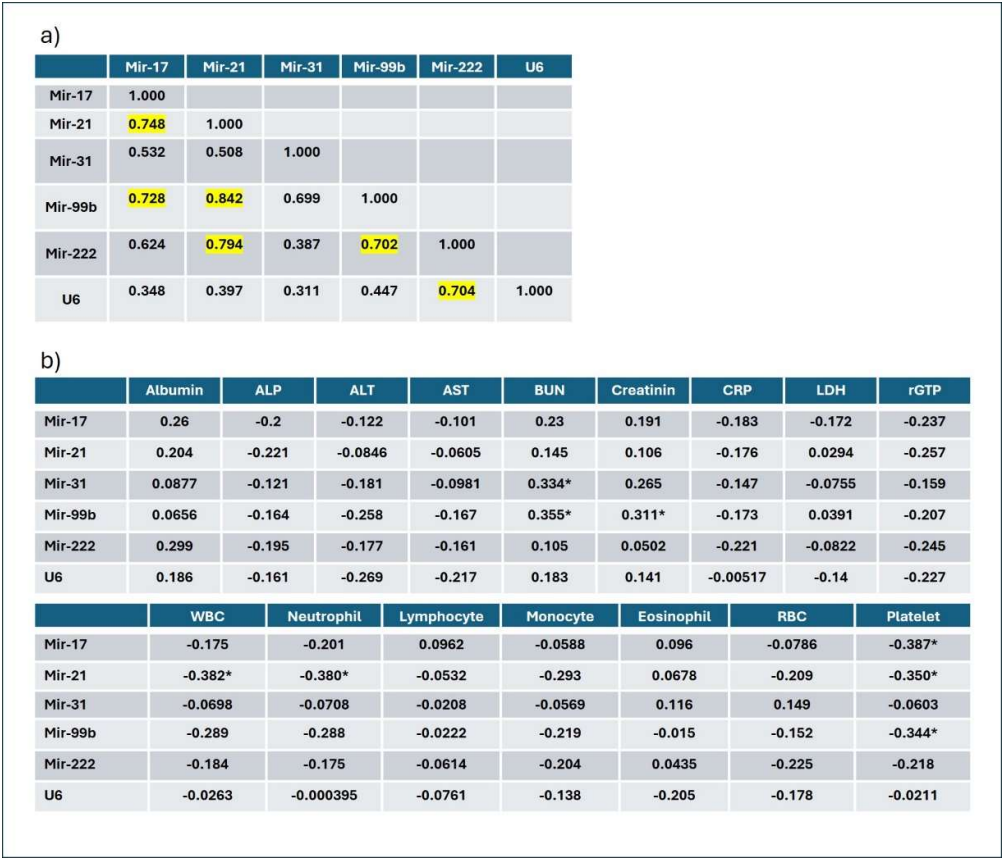 a)
Mir-17 Mir-21 Mir-31 Mir-99b Mir-222 U6
Mir-17 1.000
Mir-21 0.748 1.000
Mir-31 0.532 0.508 1.000
Mir-99b 0.728 0.842 0.699 1.000
Mir-222 0.624 0.794 0.387 0.702 1.000
U6 0.348 0.397 0.311 0.447 0.704 1.000
b)
Albumin ALP ALT AST BUN Creatinin CRP LDH rGTP
Mir-17 0.26 -0.2 -0.122 -0.101 0.23 0.191 -0.183 -0.172 -0.237
Mir-21 0.204 -0.221 -0.0846 -0.0605 0.145 0.106 -0.176 0.0294 -0.257
Mir-31 0.0877 -0.121 -0.181 -0.0981 0.334* 0.265 -0.147 -0.0755 -0.159
Mir-99b 0.0656 -0.164 -0.258 -0.167 0.355* 0.311* -0.173 0.0391 -0.207
Mir-222 0.299 -0.195 -0.177 -0.161 0.105 0.0502 -0.221 -0.0822 -0.245
U6 0.186 -0.161 -0.269 -0.217 0.183 0.141 -0.00517 -0.14 -0.227
WBC Neutrophil Lymphocyte Monocyte Eosinophil RBC Platelet
Mir-17 -0.175 -0.201 0.0962 -0.0588 0.096 -0.0786 -0.387*
Mir-21 -0.382* -0.380* -0.0532 -0.293 0.0678 -0.209 -0.350*
Mir-31 -0.0698 -0.0708 -0.0208 -0.0569 0.116 0.149 -0.0603
Mir-99b -0.289 -0.288 -0.0222 -0.219 -0.015 -0.152 -0.344*
Mir-222 -0.184 -0.175 -0.0614 -0.204 0.0435 -0.225 -0.218
U6 -0.0263 -0.000395 -0.0761 -0.138 -0.205 -0.178 -0.0211